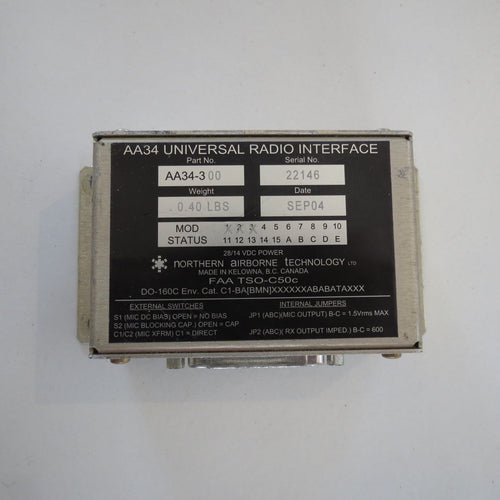 AA34 UNIVERSAL RADIO INTERFACE
Part No. Serial No.
AA34-300 22146
Weight Date
.0.40 LBS SEP04
MOD 4 5 6 7 8 9 10
STATUS 11 12 13 14 15 A B C D E
28/14 VDC POWER
NORTHERN AIRBORNE TECHNOLOGY LTD
MADE IN KELOWNA, B.C. CANADA
FAA TSO-C50c
DO-160C Env. Cat. C1-BA[BMN]XXXXXXABABATAXXX
EXTERNAL SWITCHES INTERNAL JUMPERS
S1 (MIC DC BIAS) OPEN = NO BIAS JP1 (ABC)(MIC OUTPUT) B-C = 1.5Vrms MAX
S2 (MIC BLOCKING CAP.) OPEN = CAP
C1/C2 (MIC XFRM) C1 = DIRECT JP2 (ABC)( RX OUTPUT IMPED.) B-C = 600